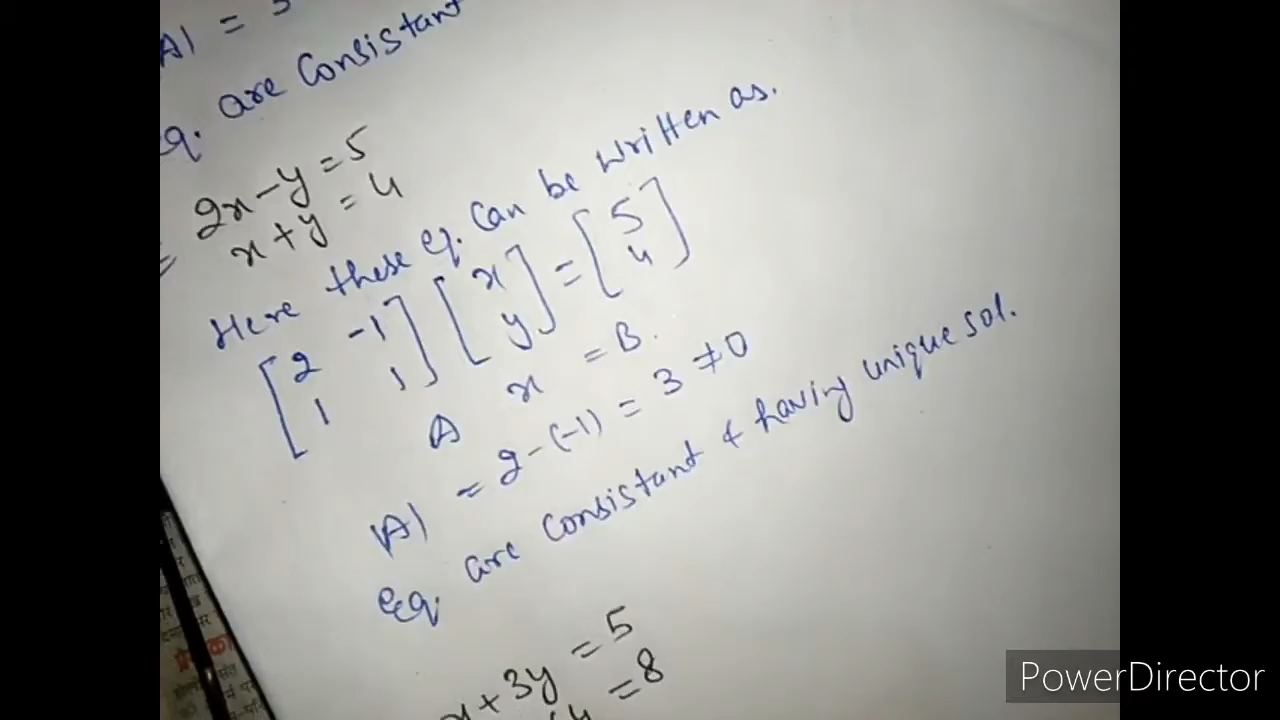 |A| = 3
Eq. are Consistant
2x - y = 5
x + y = 4
Here these eq. Can be written as.
[2 -1] [x] = [5]
[1 1] [y] [4]
A x = B.
|A| = 2 - (-1) = 3 ≠ 0
Eq. are Consistant & having unique sol.
x + 3y = 5
= 8
PowerDirector